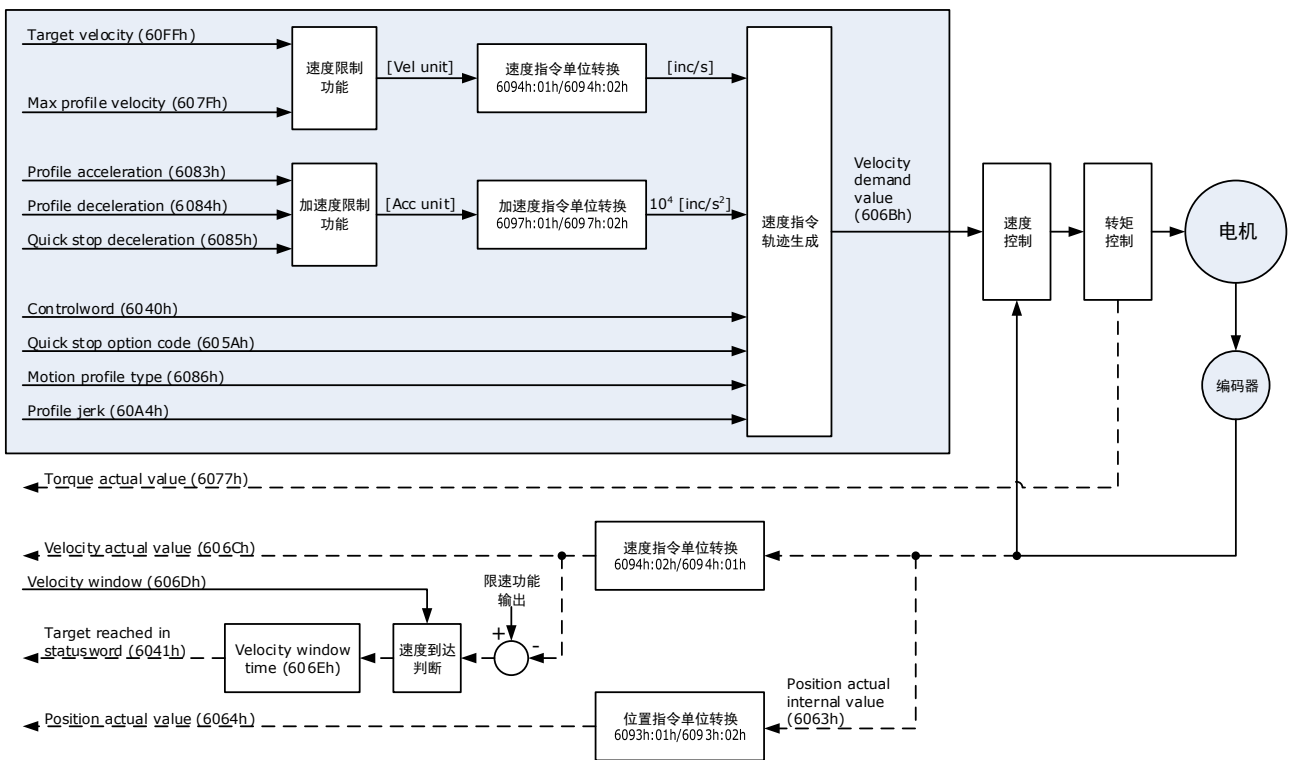 Target velocity (60FFh)
Max profile velocity (607Fh)
速度限制
功能
[Vel unit]
速度指令单位转换
6094h:01h/6094h:02h
[inc/s]
Profile acceleration (6083h)
Profile deceleration (6084h)
Quick stop deceleration (6085h)
加速度限制
功能
[Acc unit]
加速度指令单位转换
6097h:01h/6097h:02h
10⁴ [inc/s²]
Controlword (6040h)
Quick stop option code (605Ah)
Motion profile type (6086h)
Profile jerk (60A4h)
速度指令
轨迹生成
Velocity
demand
value
(606Bh)
速度
控制
转矩
控制
电机
编码器
Torque actual value (6077h)
Velocity actual value (606Ch)
速度指令单位转换
6094h:02h/6094h:01h
Velocity window (606Dh)
限速功能
输出
+
-
Target reached in
statusword (6041h)
Velocity window
time (606Eh)
速度到达
判断
Position actual
internal value
(6063h)
Position actual value (6064h)
位置指令单位转换
6093h:01h/6093h:02h